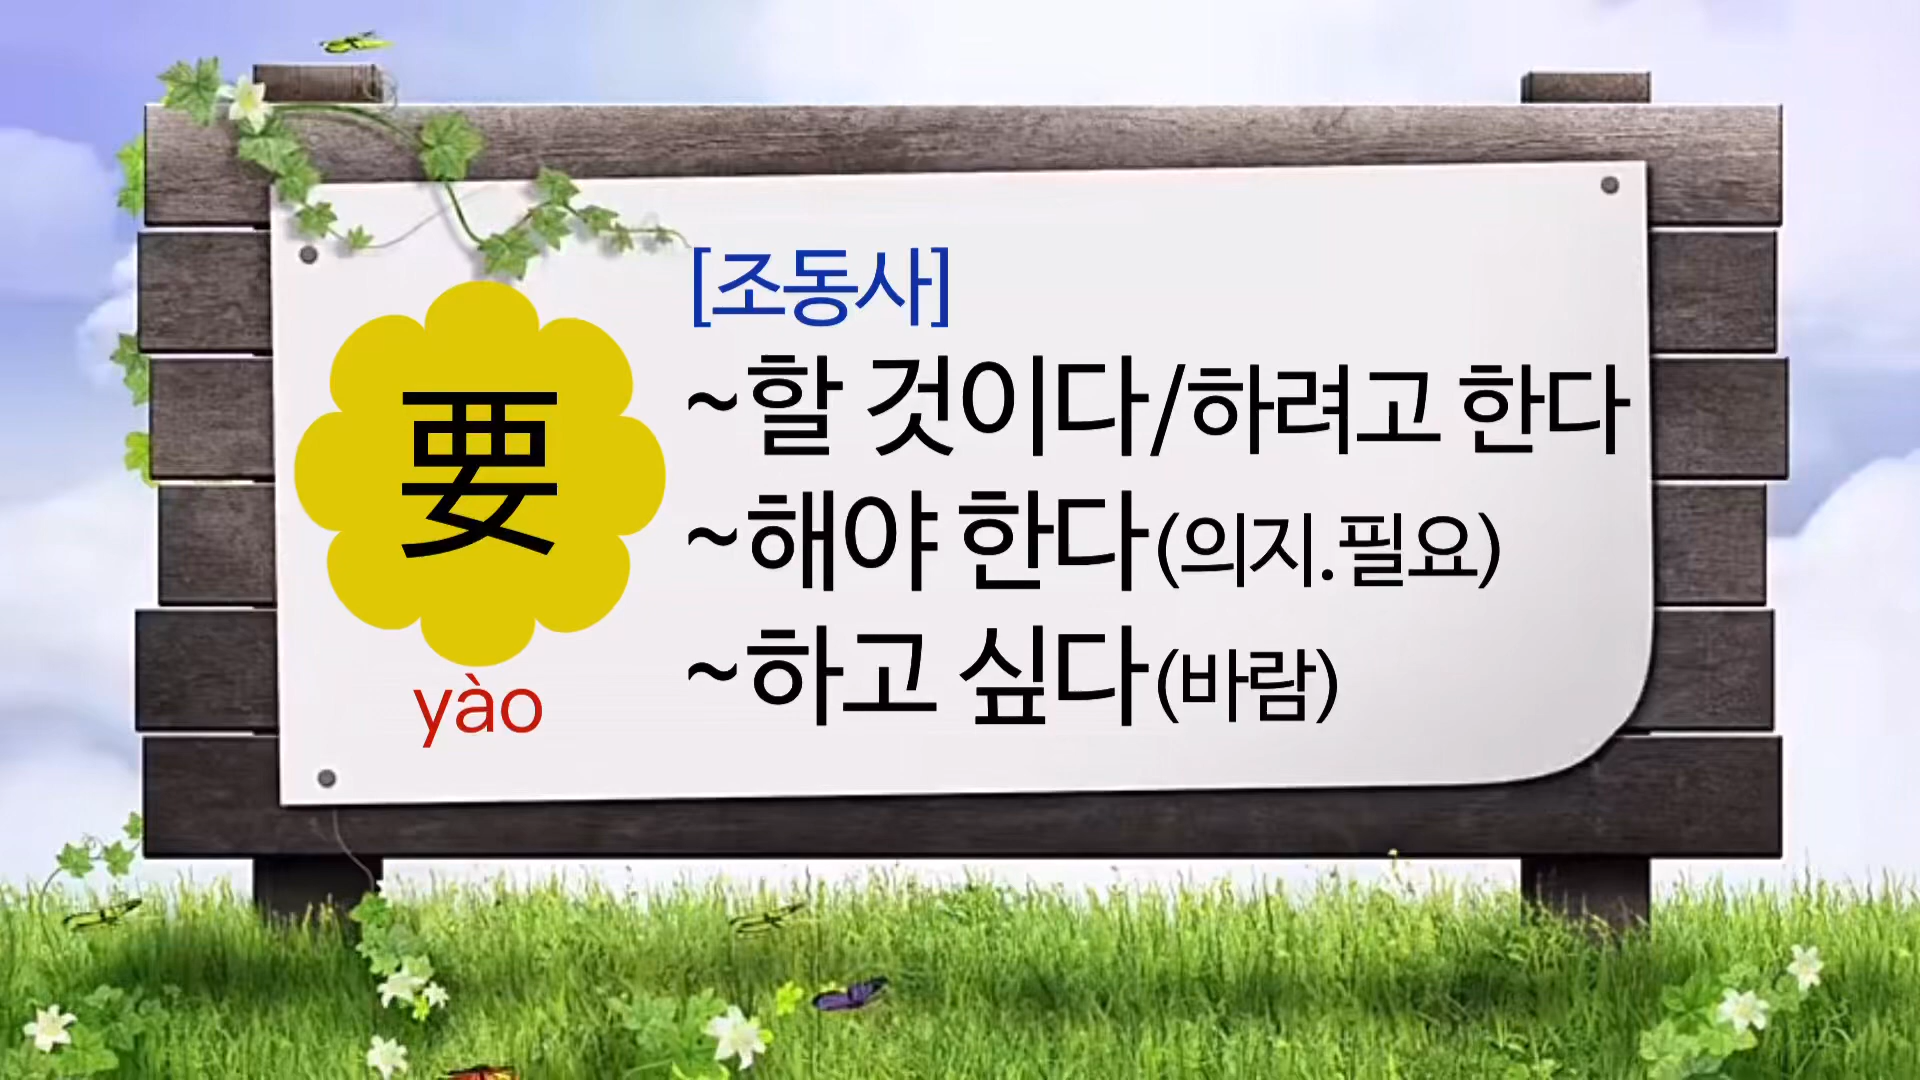 要
yào
[조동사]
~할 것이다/하려고 한다
~해야 한다(의지.필요)
~하고 싶다(바람)